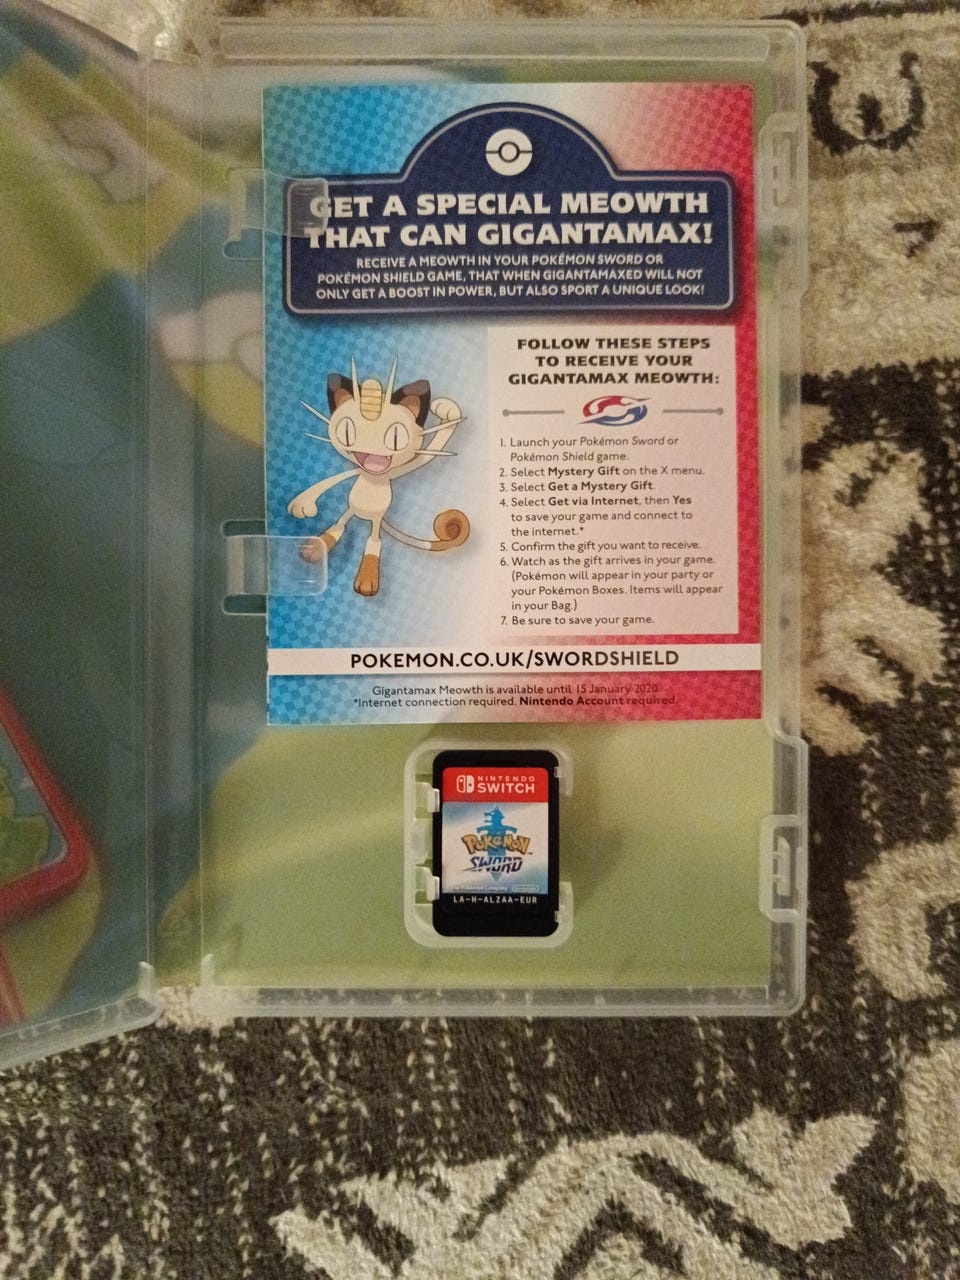 GET A SPECIAL MEOWTH
THAT CAN GIGANTAMAX!
RECEIVE A MEOWTH IN YOUR POKÉMON SWORD OR
POKÉMON SHIELD GAME, THAT WHEN GIGANTAMAXED WILL NOT
ONLY GET A BOOST IN POWER, BUT ALSO SPORT A UNIQUE LOOK!
FOLLOW THESE STEPS
TO RECEIVE YOUR
GIGANTAMAX MEOWTH:
1. Launch your Pokémon Sword or
Pokémon Shield game.
2. Select Mystery Gift on the X menu.
3. Select Get a Mystery Gift.
4. Select Get via Internet, then Yes
to save your game and connect to
the internet.*
5. Confirm the gift you want to receive.
6. Watch as the gift arrives in your game.
(Pokémon will appear in your party or
your Pokémon Boxes. Items will appear
in your Bag.)
7. Be sure to save your game.
POKEMON.CO.UK/SWORDSHIELD
Gigantamax Meowth is available until 15 January 2020.
*Internet connection required. Nintendo Account required.
NINTENDO
SWITCH
POKéMON
SWORD
The Pokémon Company Nintendo
LA-H-ALZAA-EUR